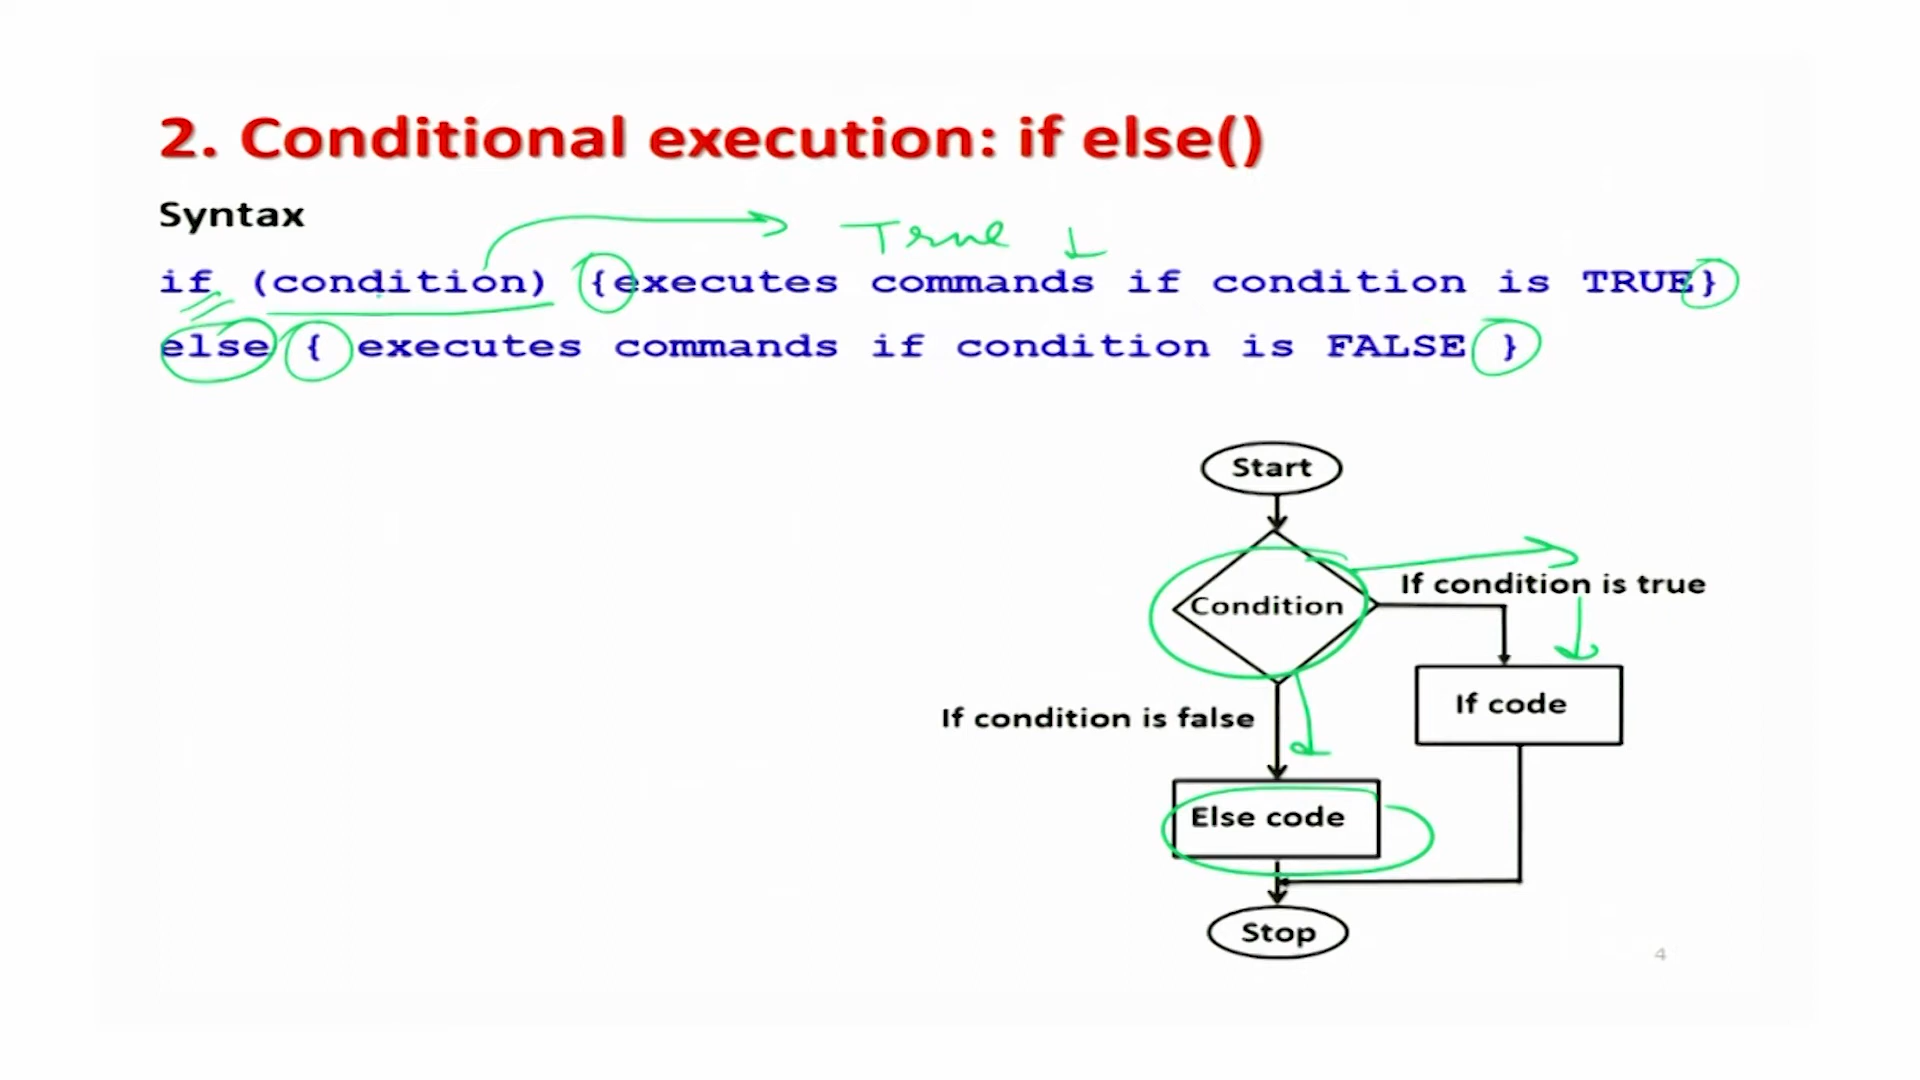 2. Conditional execution: if else()
Syntax
True
if (condition) {executes commands if condition is TRUE}
else { executes commands if condition is FALSE }
Start
Condition
If condition is true
If code
If condition is false
Else code
Stop
4